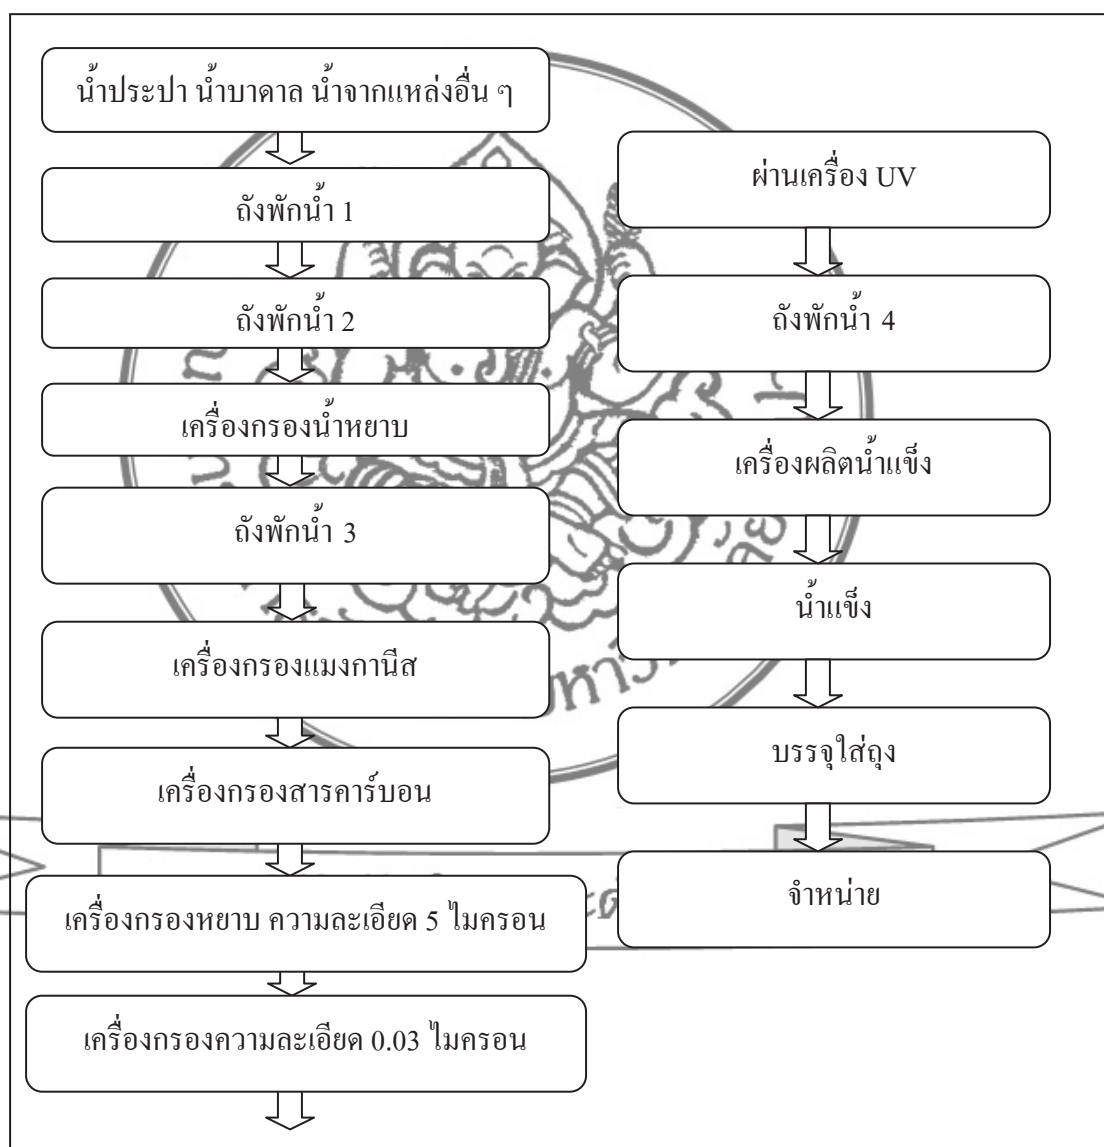 น้ำประปา น้ำบาดาล น้ำจากแหล่งอื่น ๆ
ถังพักน้ำ 1
ถังพักน้ำ 2
เครื่องกรองน้ำหยาบ
ถังพักน้ำ 3
เครื่องกรองแมงกานีส
เครื่องกรองสารคาร์บอน
เครื่องกรองหยาบ ความละเอียด 5 ไมครอน
เครื่องกรองความละเอียด 0.03 ไมครอน
ผ่านเครื่อง UV
ถังพักน้ำ 4
เครื่องผลิตน้ำแข็ง
น้ำแข็ง
บรรจุใส่ถุง
จำหน่าย